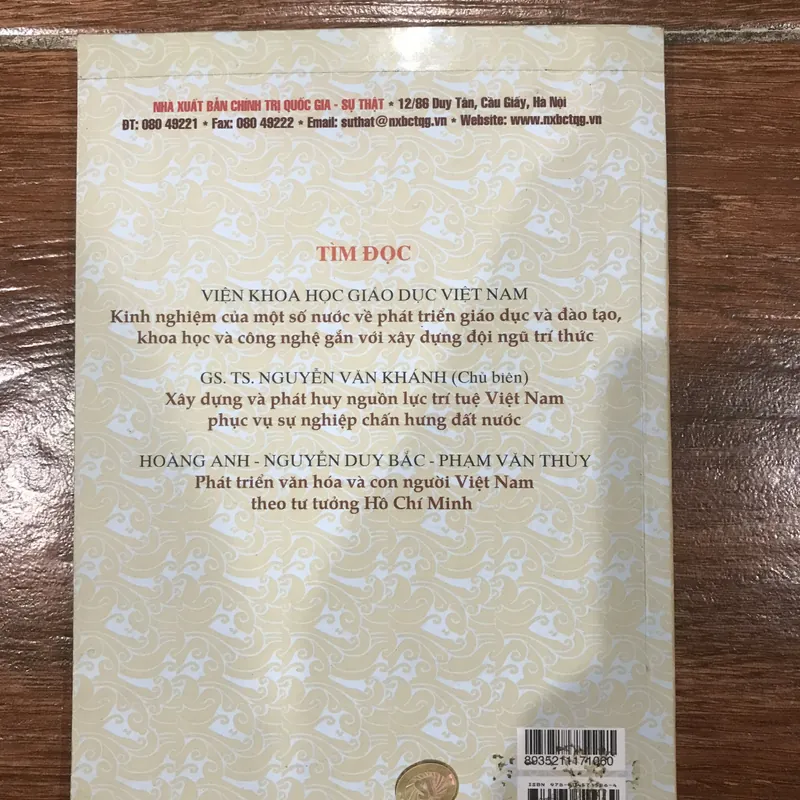 NHÀ XUẤT BẢN CHÍNH TRỊ QUỐC GIA - SỰ THẬT * 12/86 Duy Tân, Cầu Giấy, Hà Nội
ĐT: 080 49221 * Fax: 080 49222 * Email: suthat@nxbctqg.vn * Website: www.nxbctqg.vn
TÌM ĐỌC
VIỆN KHOA HỌC GIÁO DỤC VIỆT NAM
Kinh nghiệm của một số nước về phát triển giáo dục và đào tạo,
khoa học và công nghệ gắn với xây dựng đội ngũ trí thức
GS. TS. NGUYỄN VĂN KHÁNH (Chủ biên)
Xây dựng và phát huy nguồn lực trí tuệ Việt Nam
phục vụ sự nghiệp chấn hưng đất nước
HOÀNG ANH - NGUYỄN DUY BẮC - PHẠM VĂN THỦY
Phát triển văn hóa và con người Việt Nam
theo tư tưởng Hồ Chí Minh
8935211171060
ISBN